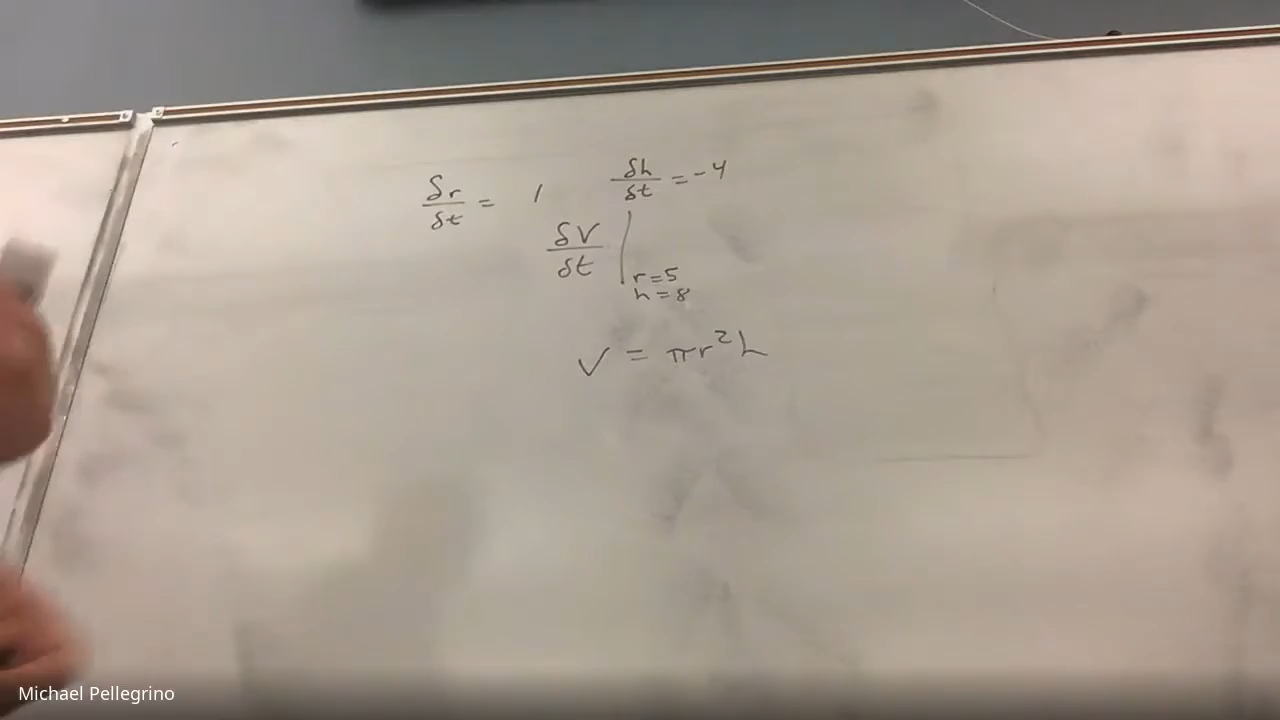 δr/δt = 1 δh/δt = -4
δV/δt | r=5 h=8
V = πr²h
Michael Pellegrino